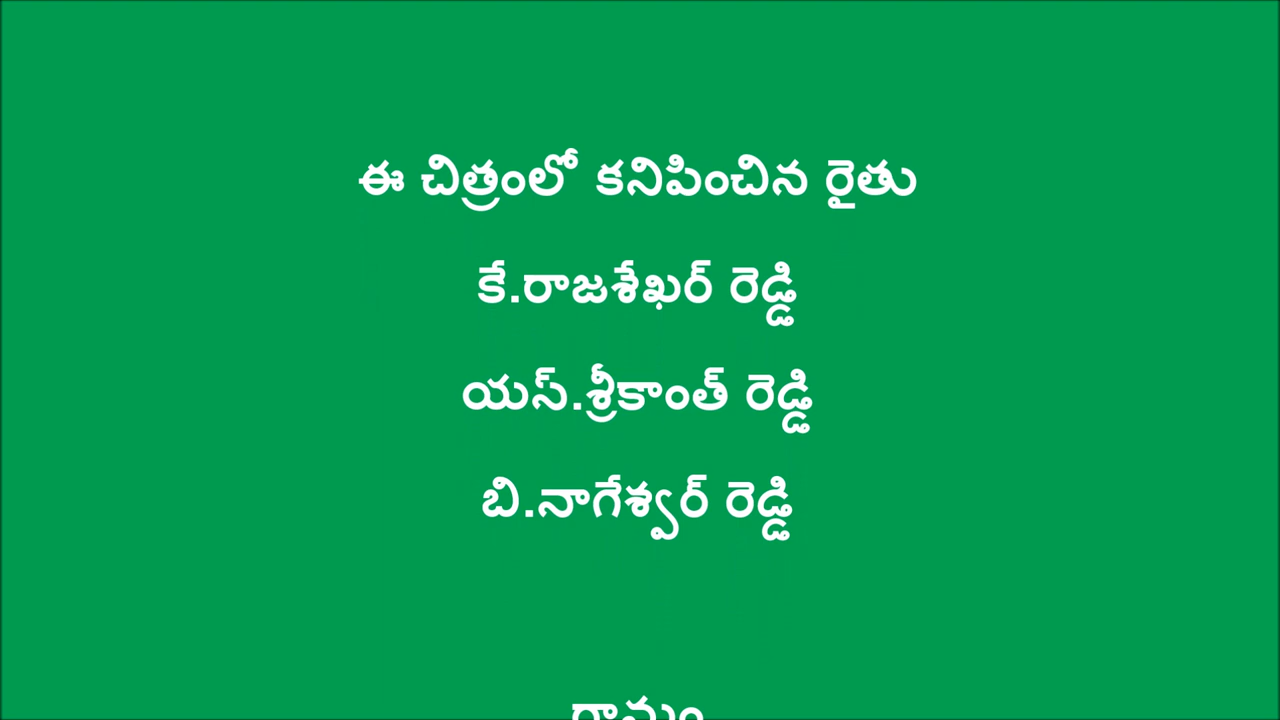 ఈ చిత్రంలో కనిపించిన రైతు
కే.రాజశేఖర్ రెడ్డి
యస్.శ్రీకాంత్ రెడ్డి
బి.నాగేశ్వర్ రెడ్డి